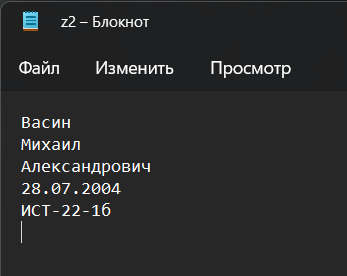 z2 – Блокнот
Файл Изменить Просмотр
Васин
Михаил
Александрович
28.07.2004
ИСТ-22-1б